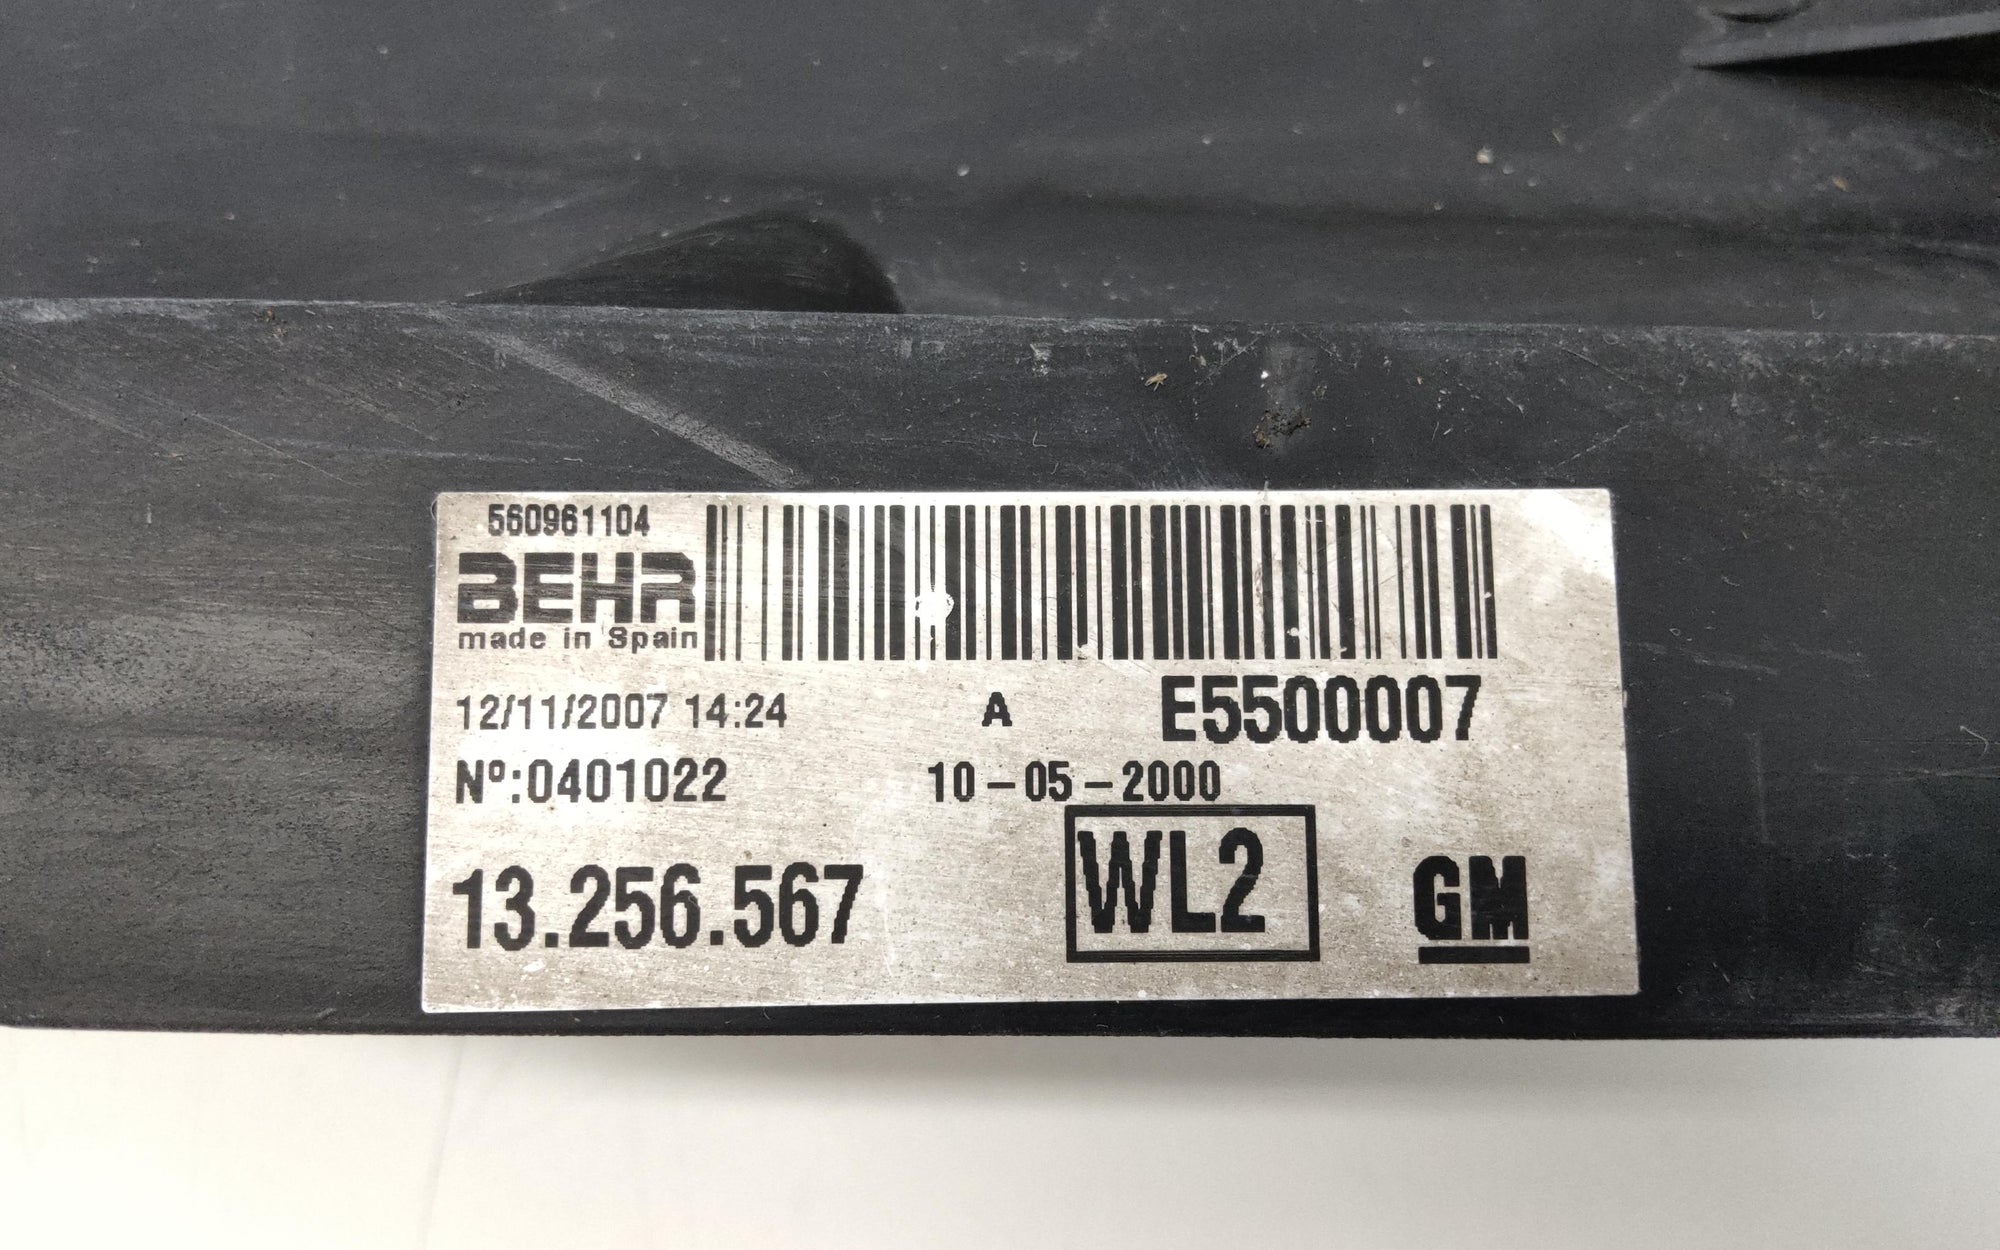 560961104
BEHR
made in Spain
12/11/2007 14:24 A E5500007
Nº:0401022 10-05-2000
13.256.567 WL2 GM